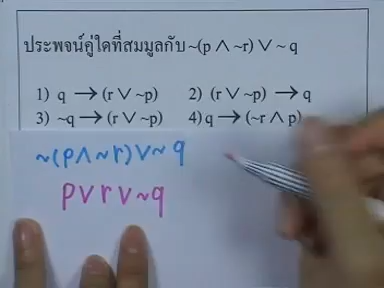 ประพจน์คู่ใดที่สมมูลกับ ~(p ∧ ~r) ∨ ~ q
1) q → (r ∨ ~p) 2) (r ∨ ~p) → q
3) ~q → (r ∨ ~p) 4) q → (~r ∧ p)
~(p ∧ ~r) ∨ ~ q
p ∨ r ∨ ~q